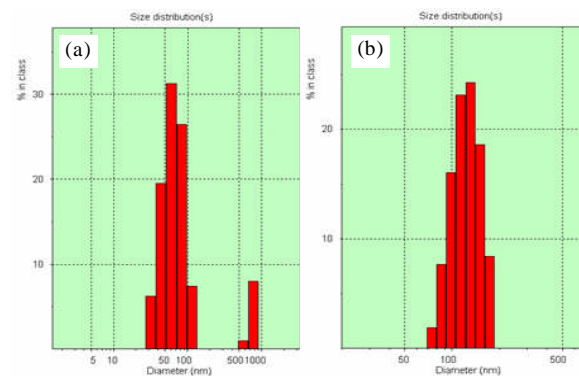 Size distribution(s)
(a)
% in class
30
20
10
5 10 50 100 500 1000
Diameter (nm)
Size distribution(s)
(b)
% in class
20
10
50 100 500
Diameter (nm)